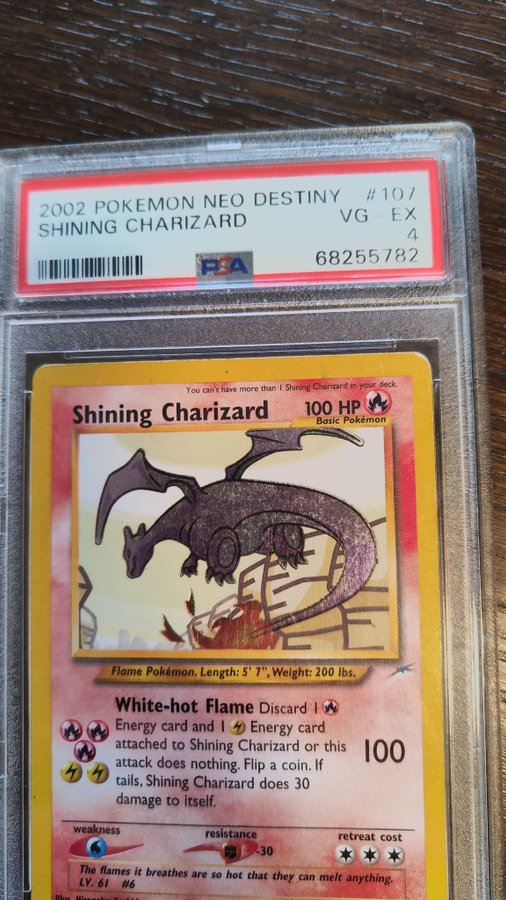 2002 POKEMON NEO DESTINY #107
SHINING CHARIZARD VG - EX
4
PSA 68255782
You can't have more than 1 Shining Charizard in your deck.
Shining Charizard 100 HP
Basic Pokémon
Flame Pokémon. Length: 5' 7", Weight: 200 lbs.
White-hot Flame Discard 1
Energy card and 1 Energy card
attached to Shining Charizard or this
attack does nothing. Flip a coin. If
tails, Shining Charizard does 30
damage to itself.
100
weakness resistance retreat cost
-30
The flames it breathes are so hot that they can melt anything.
LV. 61 #6